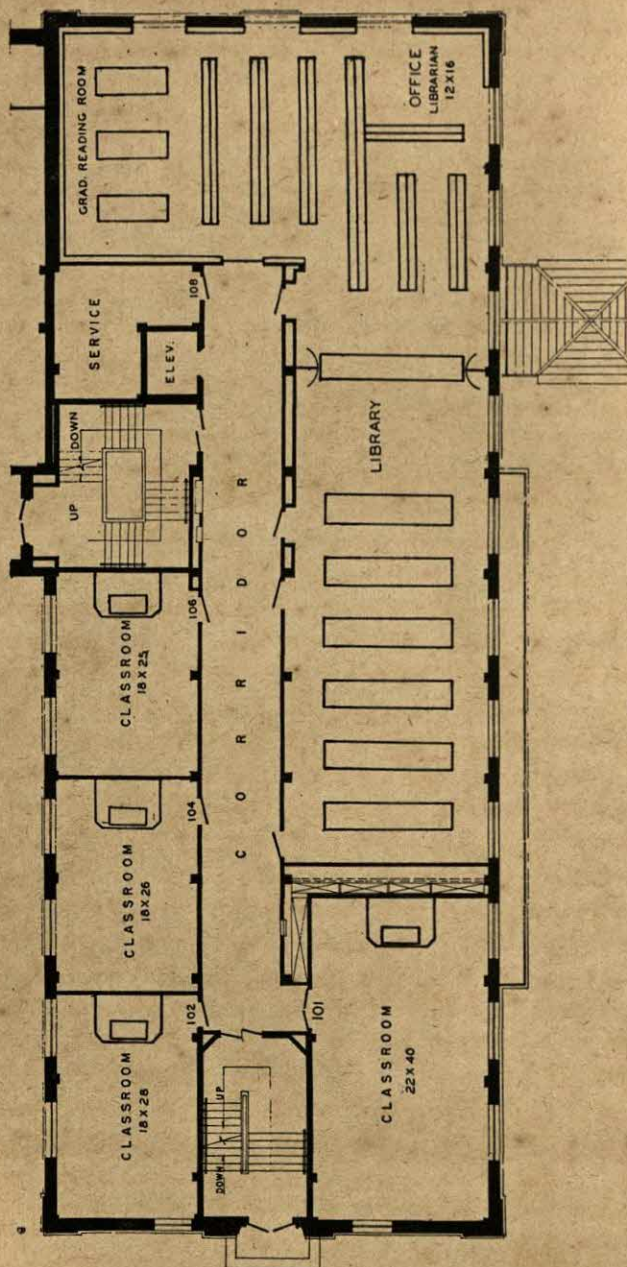 GRAD. READING ROOM
OFFICE
LIBRARIAN
12 X 16
SERVICE
108
ELEV.
DOWN
UP
LIBRARY
CORRIDOR
CLASSROOM
18 X 25
106
CLASSROOM
18 X 26
104
CLASSROOM
18 X 28
102
101
CLASSROOM
22 X 40
UP
DOWN